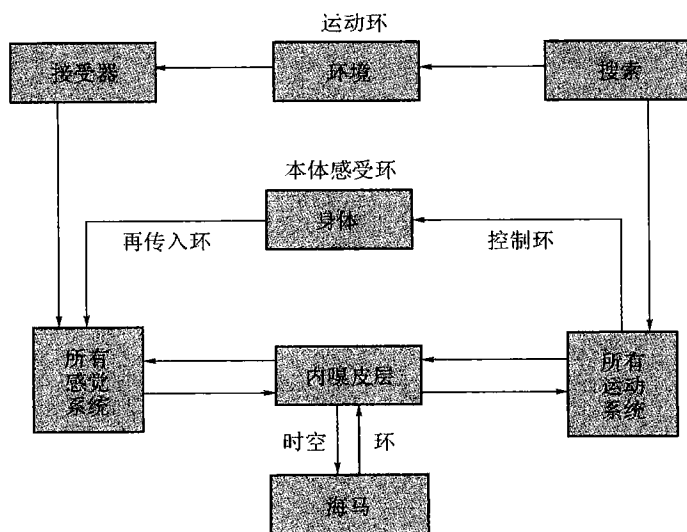 运动环
接受器
环境
搜索
本体感受环
身体
再传入环
控制环
所有
感觉
系统
内嗅皮层
所有
运动
系统
时空
环
海马